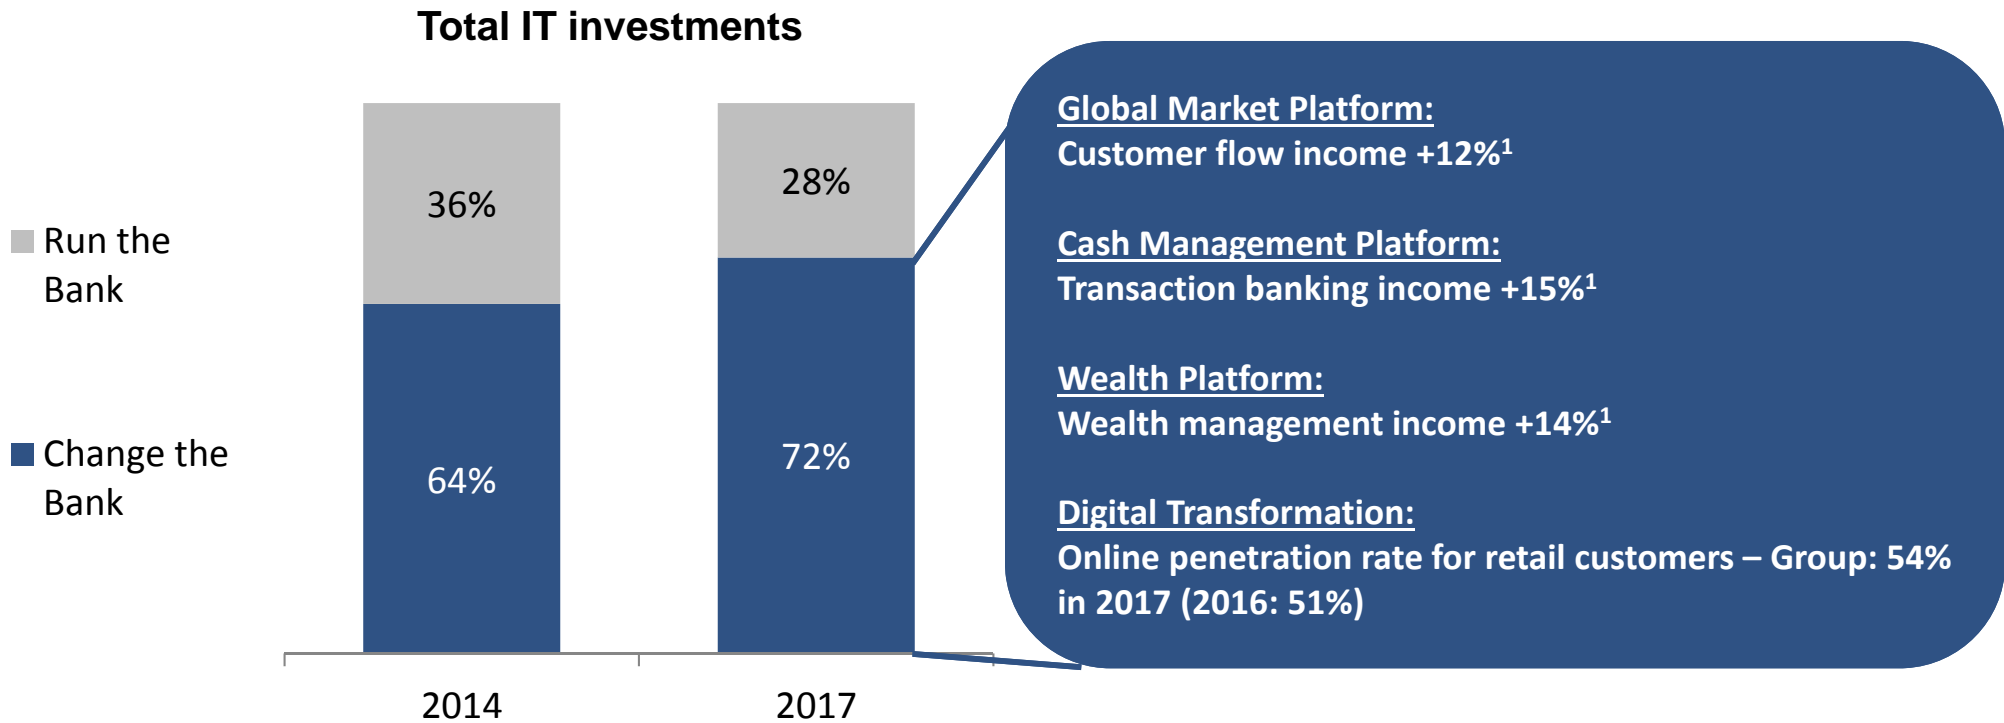 Total IT investments
Run the
Bank
Change the
Bank
36%
64%
28%
72%
2014
2017
Global Market Platform:
Customer flow income +12%¹
Cash Management Platform:
Transaction banking income +15%¹
Wealth Platform:
Wealth management income +14%¹
Digital Transformation:
Online penetration rate for retail customers – Group: 54%
in 2017 (2016: 51%)